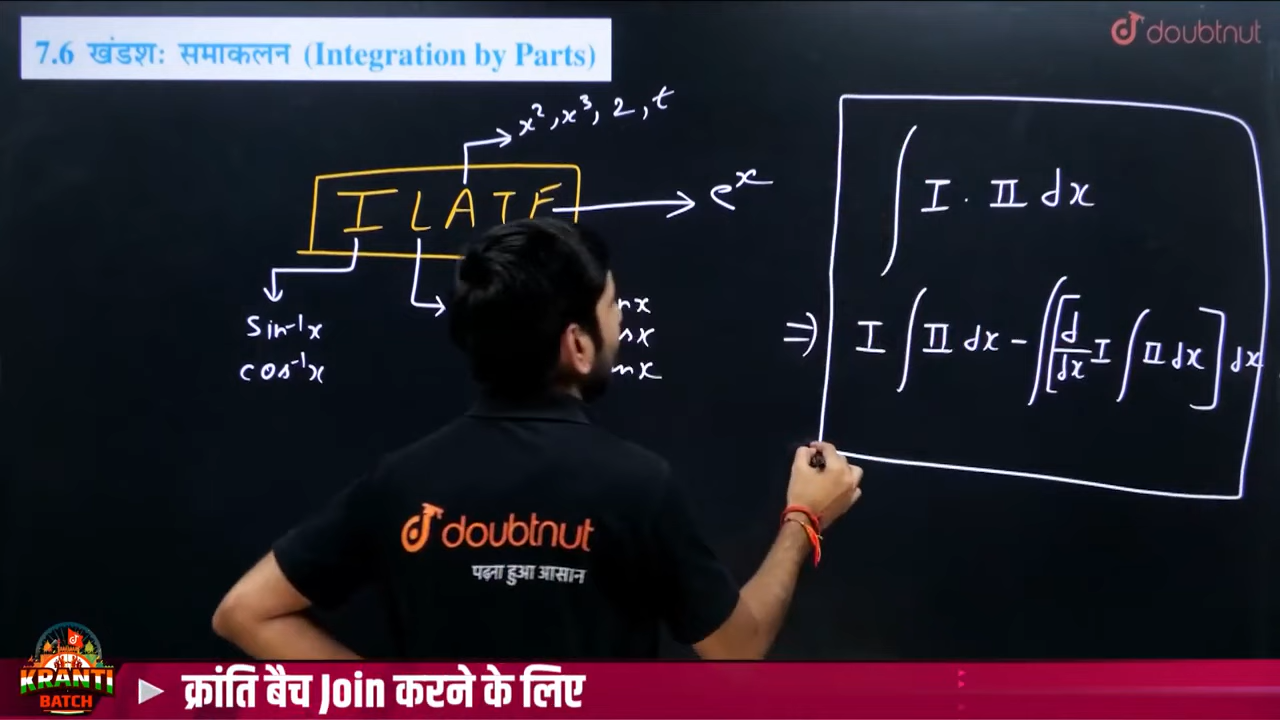 7.6 खंडशः समाकलन (Integration by Parts)
doubtnut
x², x³, 2, t
I L A T E
eˣ
sin⁻¹x
cos⁻¹x
∫ I · II dx
⇒ I ∫ II dx - ∫[d/dx I ∫ II dx] dx
doubtnut
पढ़ना हुआ आसान
KRANTI
BATCH
क्रांति बैच Join करने के लिए